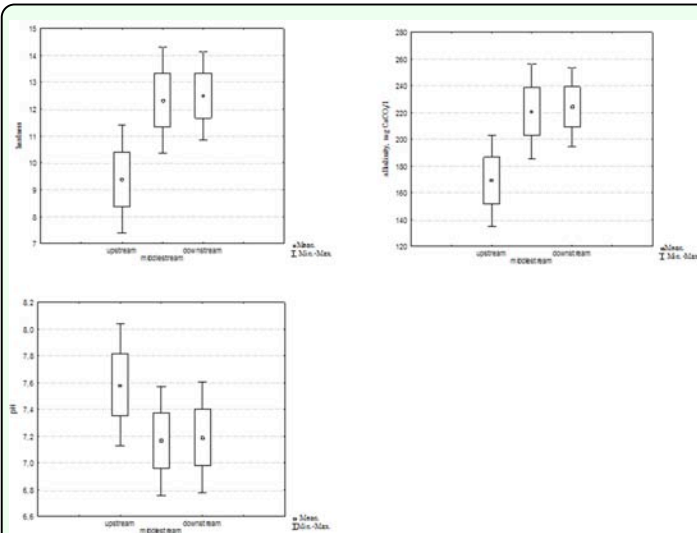 15
14
13
12
11
10
9
8
7
hardness
upstream
middlestream
downstream
Mean.
Min.-Max.
280
260
240
220
200
180
160
140
120
alkalinity, mg CaCO₃/l
upstream
middlestream
downstream
Mean.
Min.-Max.
8,2
8,0
7,8
7,6
7,4
7,2
7,0
6,8
6,6
pH
upstream
middlestream
downstream
Mean.
Min.-Max.